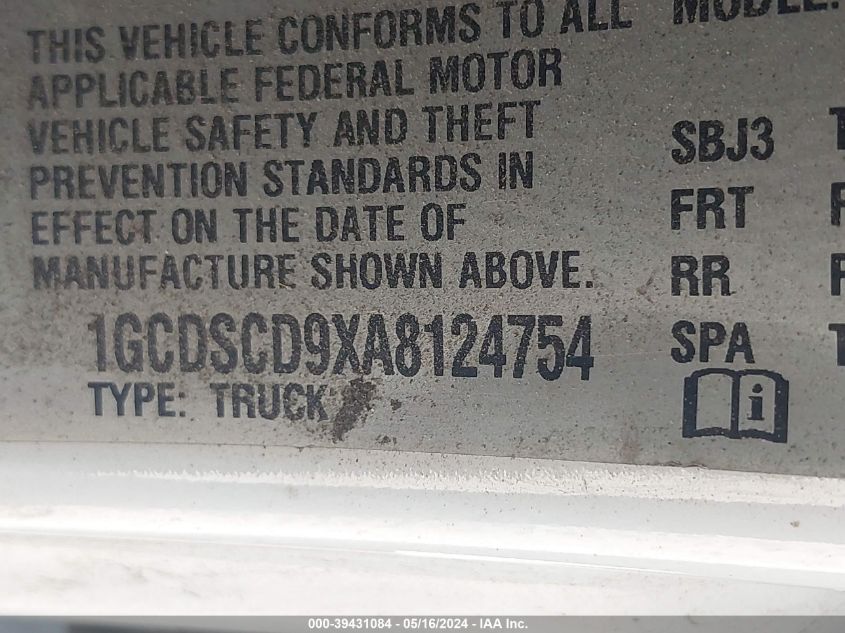 THIS VEHICLE CONFORMS TO ALL
APPLICABLE FEDERAL MOTOR
VEHICLE SAFETY AND THEFT
PREVENTION STANDARDS IN
EFFECT ON THE DATE OF
MANUFACTURE SHOWN ABOVE.
1GCDSCD9XA8124754
TYPE: TRUCK
MODEL:
SBJ3
FRT
RR
SPA
i
000-39431084 - 05/16/2024 - IAA Inc.